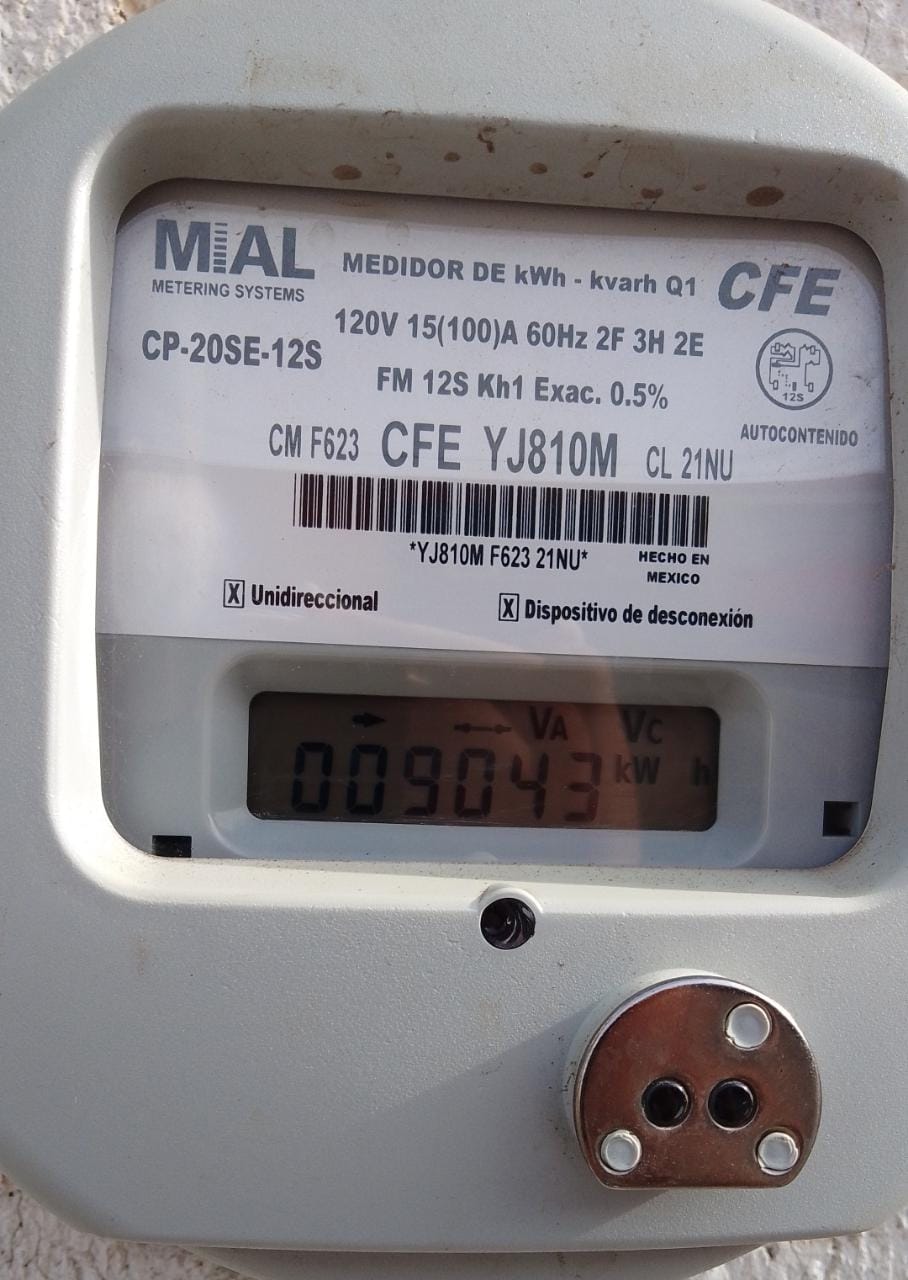 MIAL
METERING SYSTEMS
MEDIDOR DE kWh - kvarh Q1
CFE
CP-20SE-12S
120V 15(100)A 60Hz 2F 3H 2E
FM 12S Kh1 Exac. 0.5%
12S
AUTOCONTENIDO
CM F623 CFE YJ810M CL 21NU
*YJ810M F623 21NU*
HECHO EN
MEXICO
X Unidireccional
X Dispositivo de desconexión
VA VC
009043 kW h